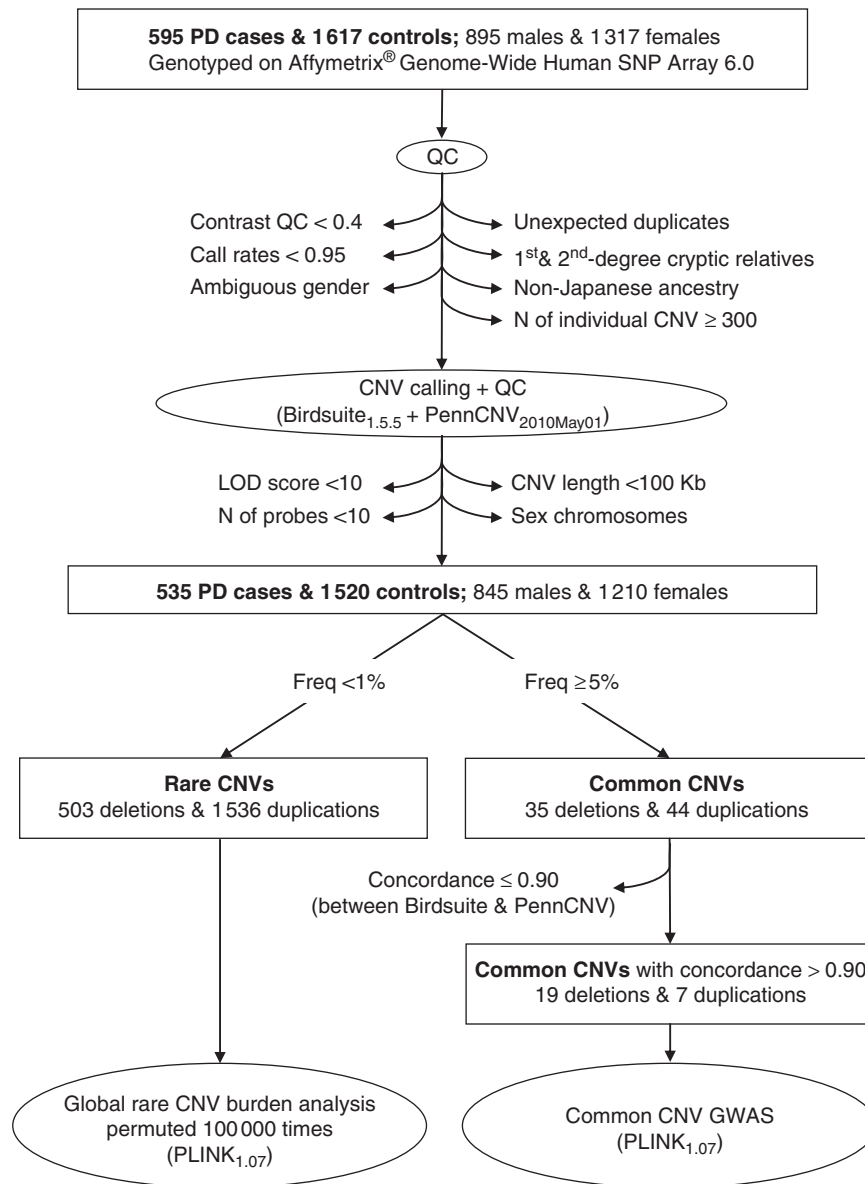 595 PD cases & 1617 controls; 895 males & 1317 females
Genotyped on Affymetrix® Genome-Wide Human SNP Array 6.0
QC
Contrast QC < 0.4
Unexpected duplicates
Call rates < 0.95
1st & 2nd-degree cryptic relatives
Ambiguous gender
Non-Japanese ancestry
N of individual CNV ≥ 300
CNV calling + QC
(Birdsuite1.5.5 + PennCNV2010May01)
LOD score <10
CNV length <100 Kb
N of probes <10
Sex chromosomes
535 PD cases & 1520 controls; 845 males & 1210 females
Freq <1%
Freq ≥5%
Rare CNVs
503 deletions & 1536 duplications
Common CNVs
35 deletions & 44 duplications
Concordance ≤ 0.90
(between Birdsuite & PennCNV)
Common CNVs with concordance > 0.90
19 deletions & 7 duplications
Global rare CNV burden analysis
permuted 100000 times
(PLINK1.07)
Common CNV GWAS
(PLINK1.07)